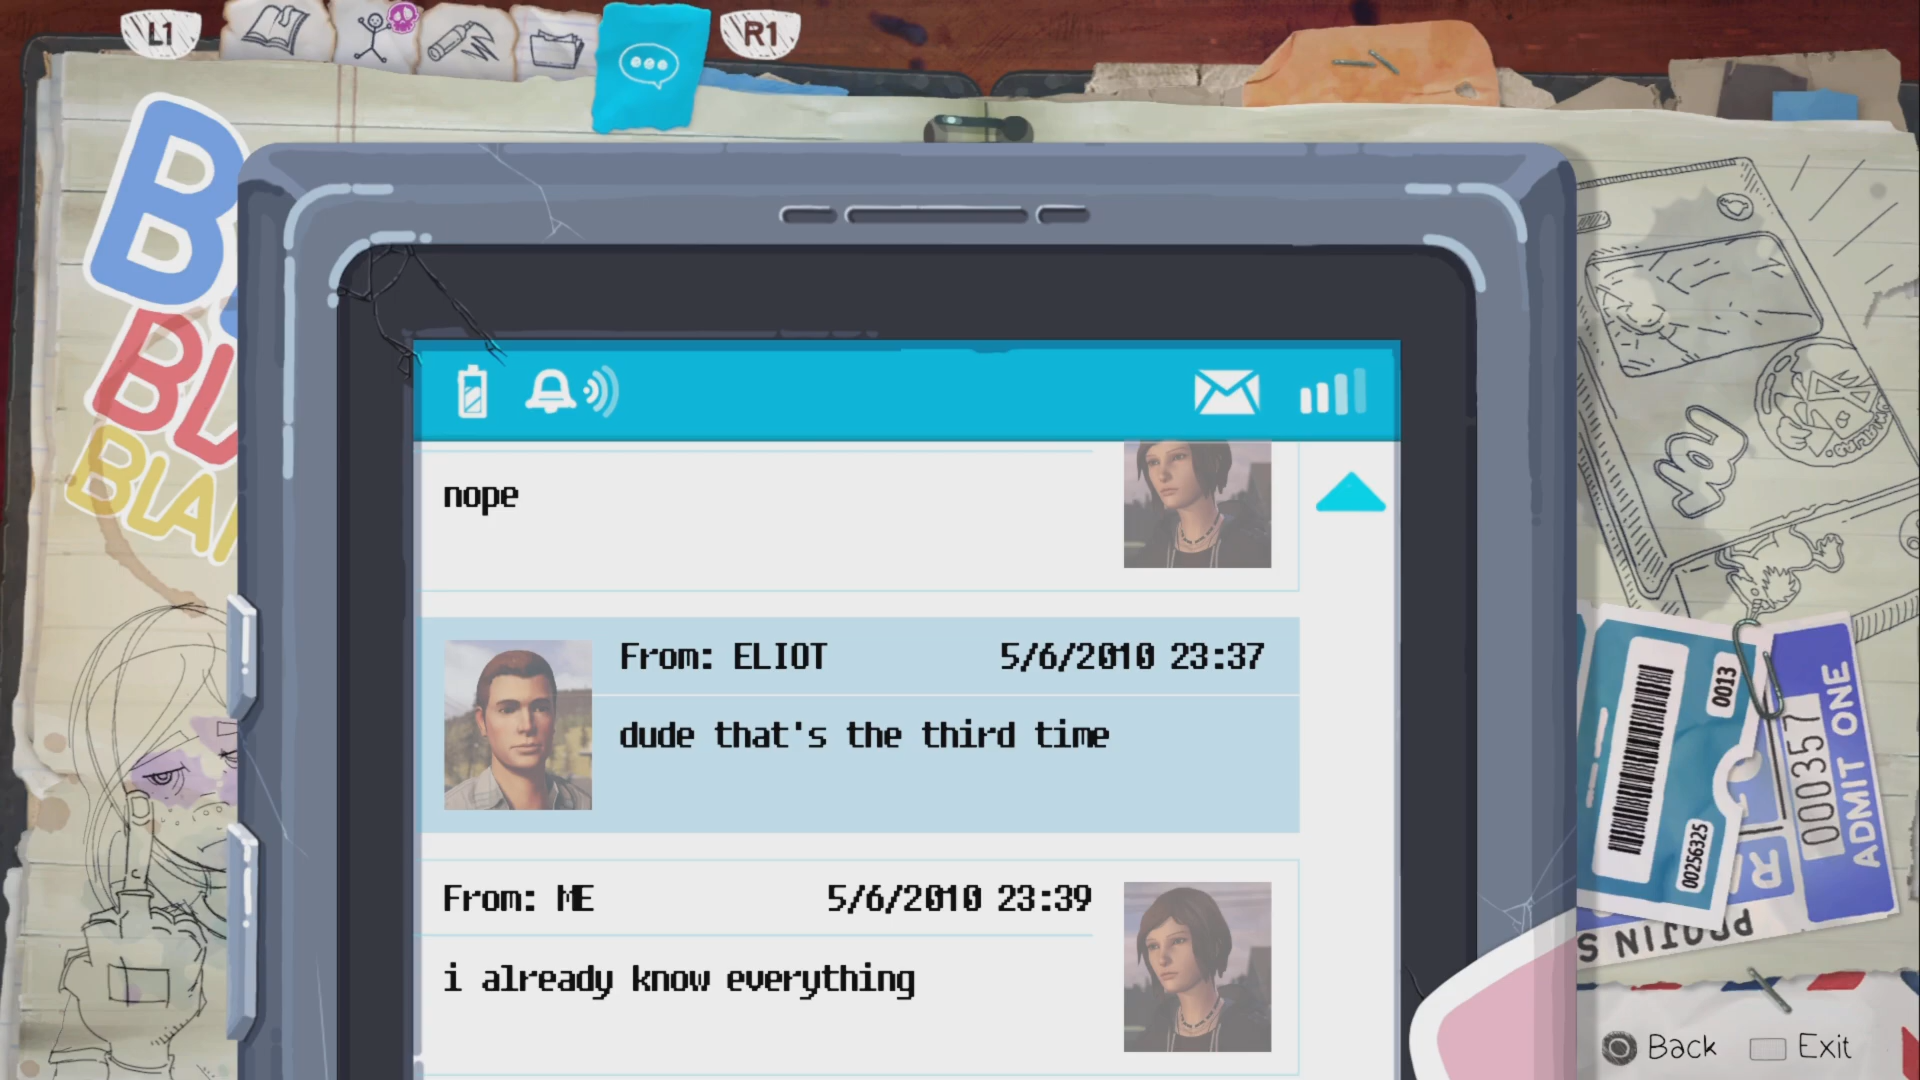 L1
R1
BLAH
nope
From: ELIOT 5/6/2010 23:37
dude that's the third time
From: ME 5/6/2010 23:39
i already know everything
0013
00256325
000357
ADMIT ONE
Back
Exit